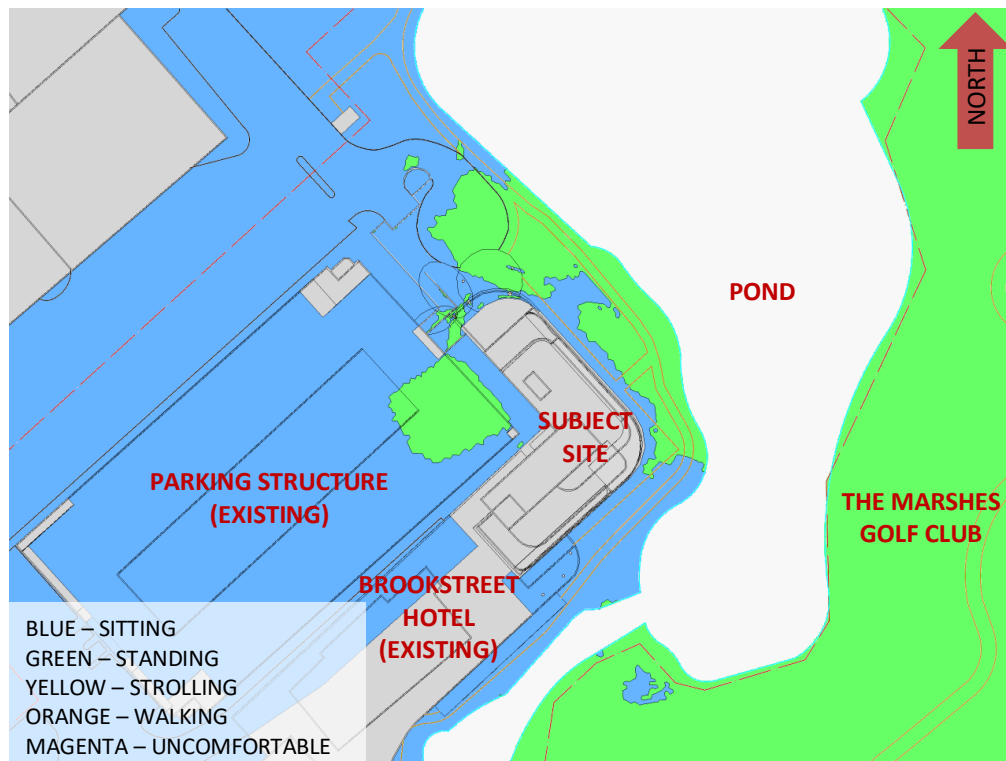 NORTH
POND
SUBJECT
SITE
PARKING STRUCTURE
(EXISTING)
THE MARSHES
GOLF CLUB
BROOKSTREET
HOTEL
(EXISTING)
BLUE – SITTING
GREEN – STANDING
YELLOW – STROLLING
ORANGE – WALKING
MAGENTA – UNCOMFORTABLE